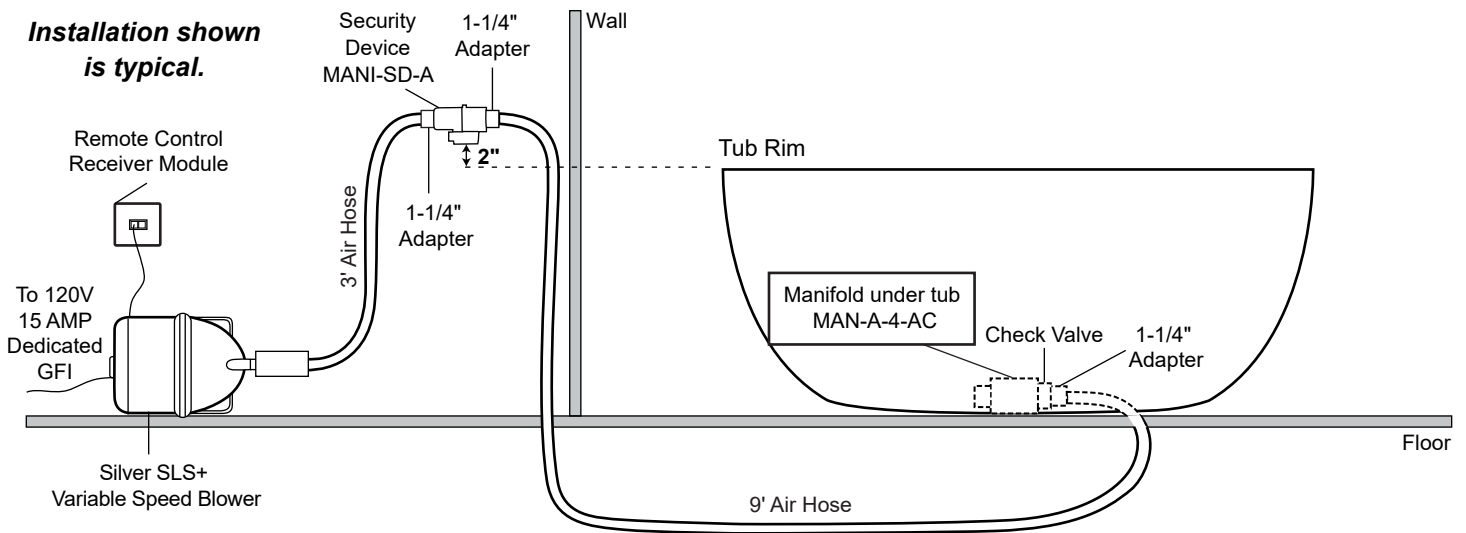 Installation shown
is typical.
Security
Device
MANI-SD-A
1-1/4"
Adapter
Wall
Remote Control
Receiver Module
2"
Tub Rim
1-1/4"
Adapter
3' Air Hose
To 120V
15 AMP
Dedicated
GFI
Manifold under tub
MAN-A-4-AC
Check Valve
1-1/4"
Adapter
Floor
Silver SLS+
Variable Speed Blower
9' Air Hose